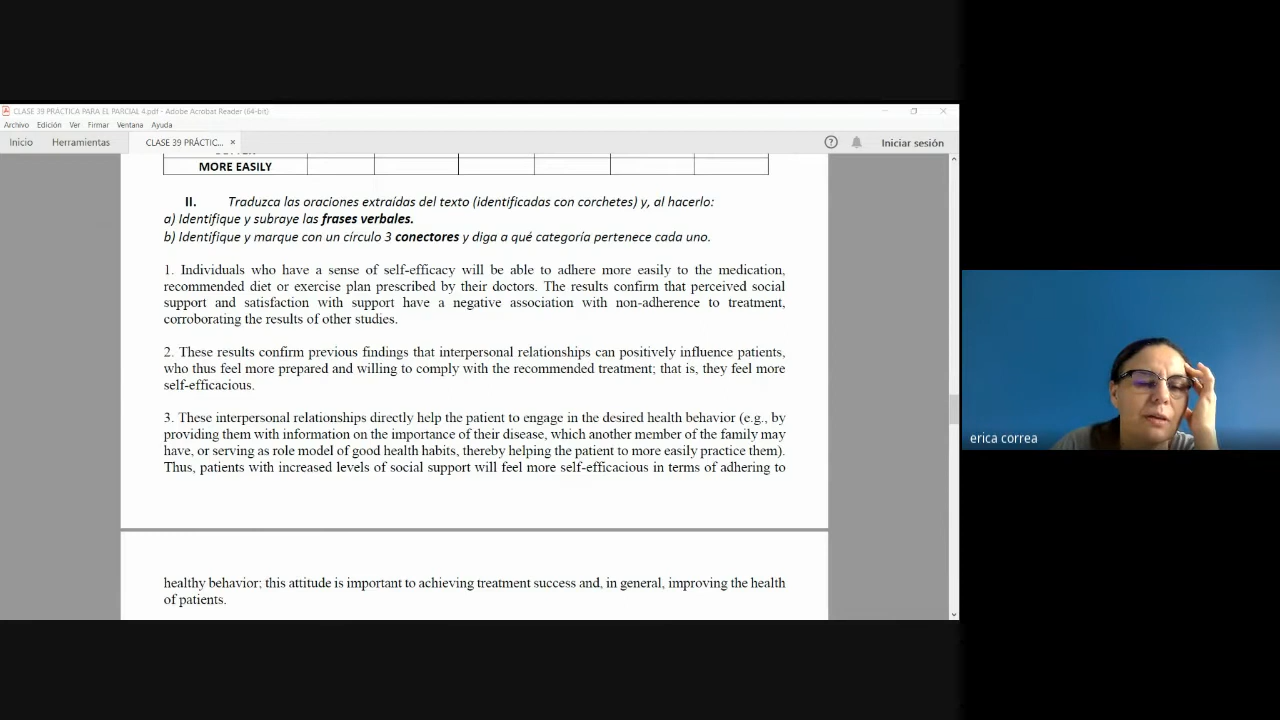 CLASE 39 PRÁCTICA PARA EL PARCIAL 4.pdf - Adobe Acrobat Reader (64-bit)
Archivo Edición Ver Firmar Ventana Ayuda
Inicio Herramientas CLASE 39 PRÁCTIC... × Iniciar sesión
MORE EASILY
II. Traduzca las oraciones extraídas del texto (identificadas con corchetes) y, al hacerlo:
a) Identifique y subraye las frases verbales.
b) Identifique y marque con un círculo 3 conectores y diga a qué categoría pertenece cada uno.
1. Individuals who have a sense of self-efficacy will be able to adhere more easily to the medication,
recommended diet or exercise plan prescribed by their doctors. The results confirm that perceived social
support and satisfaction with support have a negative association with non-adherence to treatment,
corroborating the results of other studies.
2. These results confirm previous findings that interpersonal relationships can positively influence patients,
who thus feel more prepared and willing to comply with the recommended treatment; that is, they feel more
self-efficacious.
3. These interpersonal relationships directly help the patient to engage in the desired health behavior (e.g., by
providing them with information on the importance of their disease, which another member of the family may
have, or serving as role model of good health habits, thereby helping the patient to more easily practice them).
Thus, patients with increased levels of social support will feel more self-efficacious in terms of adhering to
healthy behavior; this attitude is important to achieving treatment success and, in general, improving the health
of patients.
erica correa